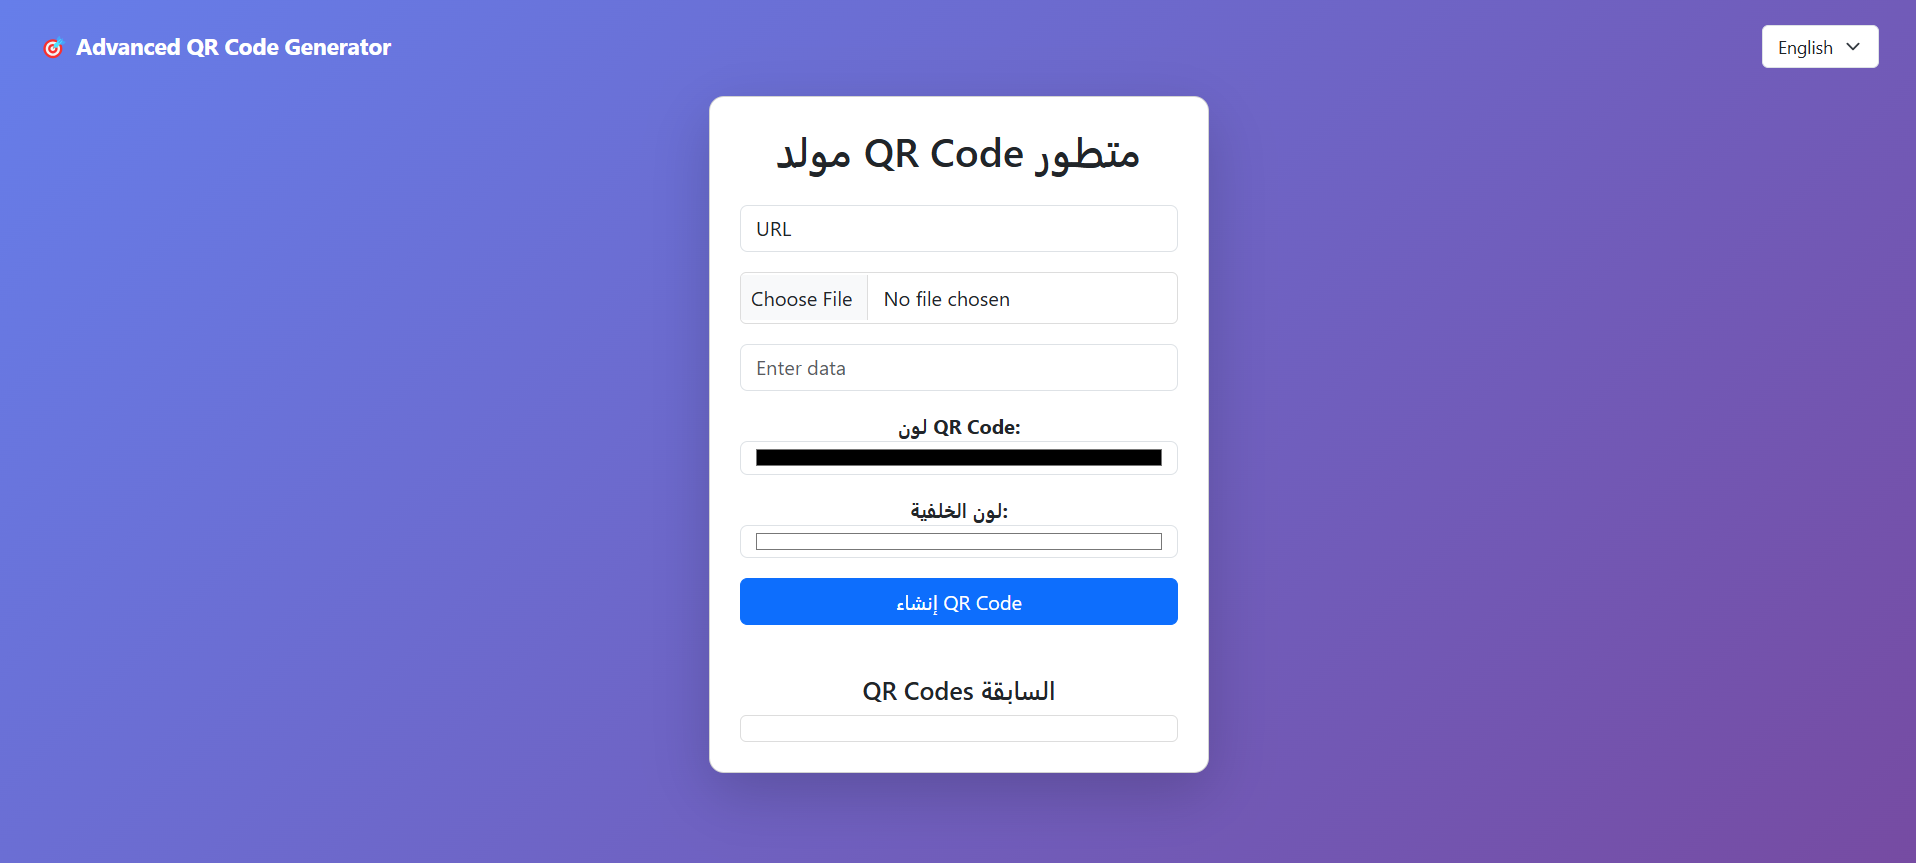 🎯 Advanced QR Code Generator
English
مولد QR Code متطور
URL
Choose File No file chosen
Enter data
لون QR Code:
لون الخلفية:
إنشاء QR Code
QR Codes السابقة